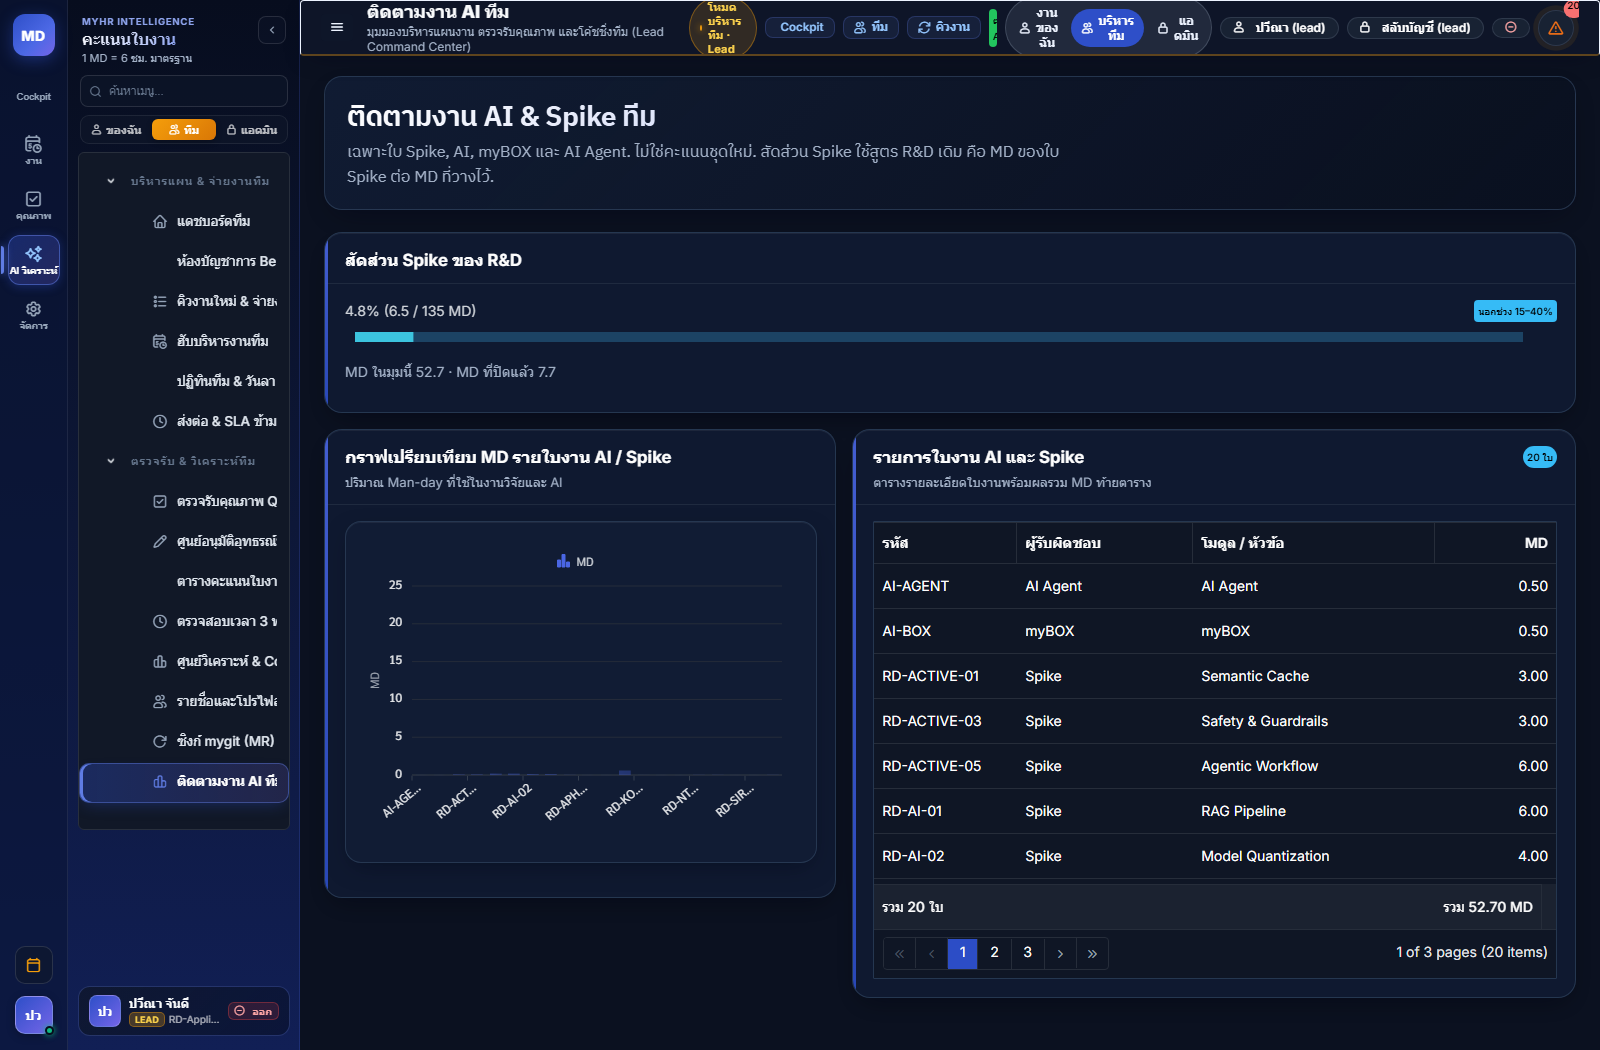 MD
Cockpit
งาน
คุณภาพ
AI วิเคราะห์
จัดการ
ปว
MYHR INTELLIGENCE
คะแนนใบงาน
1 MD = 6 ชม. มาตรฐาน
ค้นหาเมนู...
ของฉัน
ทีม
แอดมิน
บริหารแผน & จ่ายงานทีม
แดชบอร์ดทีม
ห้องบัญชาการ Be
คิวงานใหม่ & จ่าย
ฮับบริหารงานทีม
ปฏิทินทีม & วันลา
ส่งต่อ & SLA ข้าม
ตรวจรับ & วิเคราะห์ทีม
ตรวจรับคุณภาพ Q
ศูนย์อนุมัติอุทธรณ์
ตารางคะแนนใบงา
ตรวจสอบเวลา 3
ศูนย์วิเคราะห์ & Co
รายชื่อและโปรไฟล
ซิงก์ mygit (MR)
ติดตามงาน AI ที
ปว
ปวีณา จันดี
LEAD
RD-Appli...
ออก
ติดตามงาน AI ทีม
มุมมองบริหารแผนงาน ตรวจรับคุณภาพ และโค้ชชิ่งทีม (Lead
Command Center)
โหมด
บริหาร
ทีม ·
Lead
Cockpit
ทีม
คิวงาน
งาน
ของ
ฉัน
บริหาร
ทีม
แอ
ดมิน
ปวีณา (lead)
สลับบัญชี (lead)
20
ติดตามงาน AI & Spike ทีม
เฉพาะใบ Spike, AI, myBOX และ AI Agent. ไม่ใช่คะแนนชุดใหม่. สัดส่วน Spike ใช้สูตร R&D เดิม คือ MD ของใบ
Spike ต่อ MD ที่วางไว้.
สัดส่วน Spike ของ R&D
4.8% (6.5 / 135 MD)
นอกช่วง 15–40%
MD ในมุมนี้ 52.7 · MD ที่ปิดแล้ว 7.7
กราฟเปรียบเทียบ MD รายใบงาน AI / Spike
ปริมาณ Man-day ที่ใช้ในงานวิจัยและ AI
MD
25
20
15
10
5
0
MD
AI-AGE...
RD-ACT...
RD-AI-02
RD-APH...
RD-KO...
RD-NT...
RD-SIR...
รายการใบงาน AI และ Spike
20 ใบ
ตารางรายละเอียดใบงานพร้อมผลรวม MD ท้ายตาราง
รหัส ผู้รับผิดชอบ โมดูล / หัวข้อ MD
AI-AGENT AI Agent AI Agent 0.50
AI-BOX myBOX myBOX 0.50
RD-ACTIVE-01 Spike Semantic Cache 3.00
RD-ACTIVE-03 Spike Safety & Guardrails 3.00
RD-ACTIVE-05 Spike Agentic Workflow 6.00
RD-AI-01 Spike RAG Pipeline 6.00
RD-AI-02 Spike Model Quantization 4.00
รวม 20 ใบ รวม 52.70 MD
« ‹ 1 2 3 › »
1 of 3 pages (20 items)